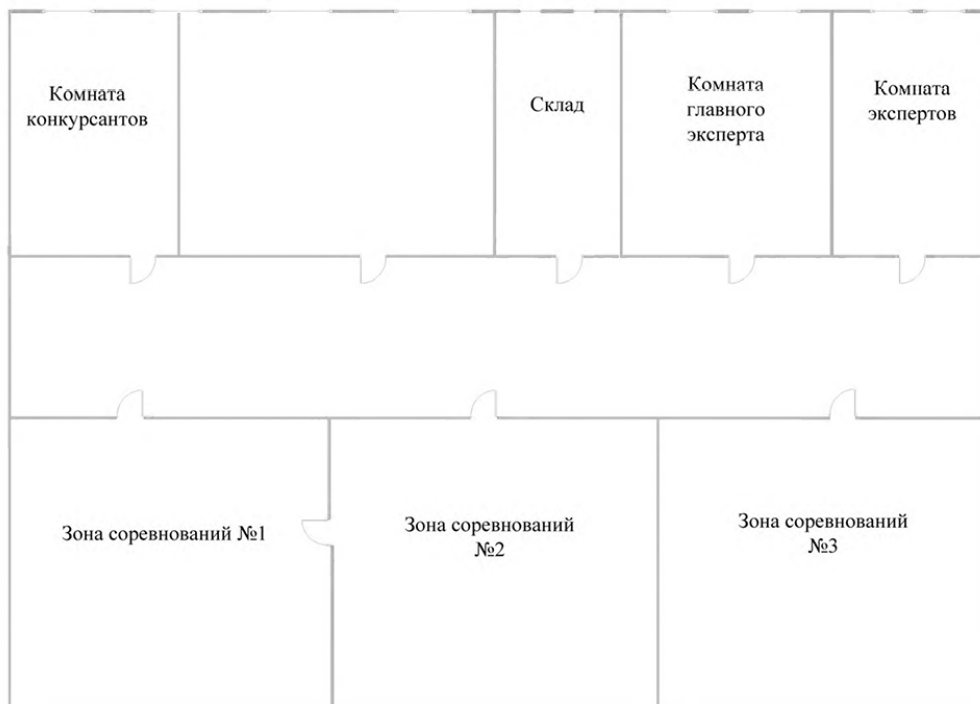 Комната
конкурсантов
Склад
Комната
главного
эксперта
Комната
экспертов
Зона соревнований №1
Зона соревнований
№2
Зона соревнований
№3